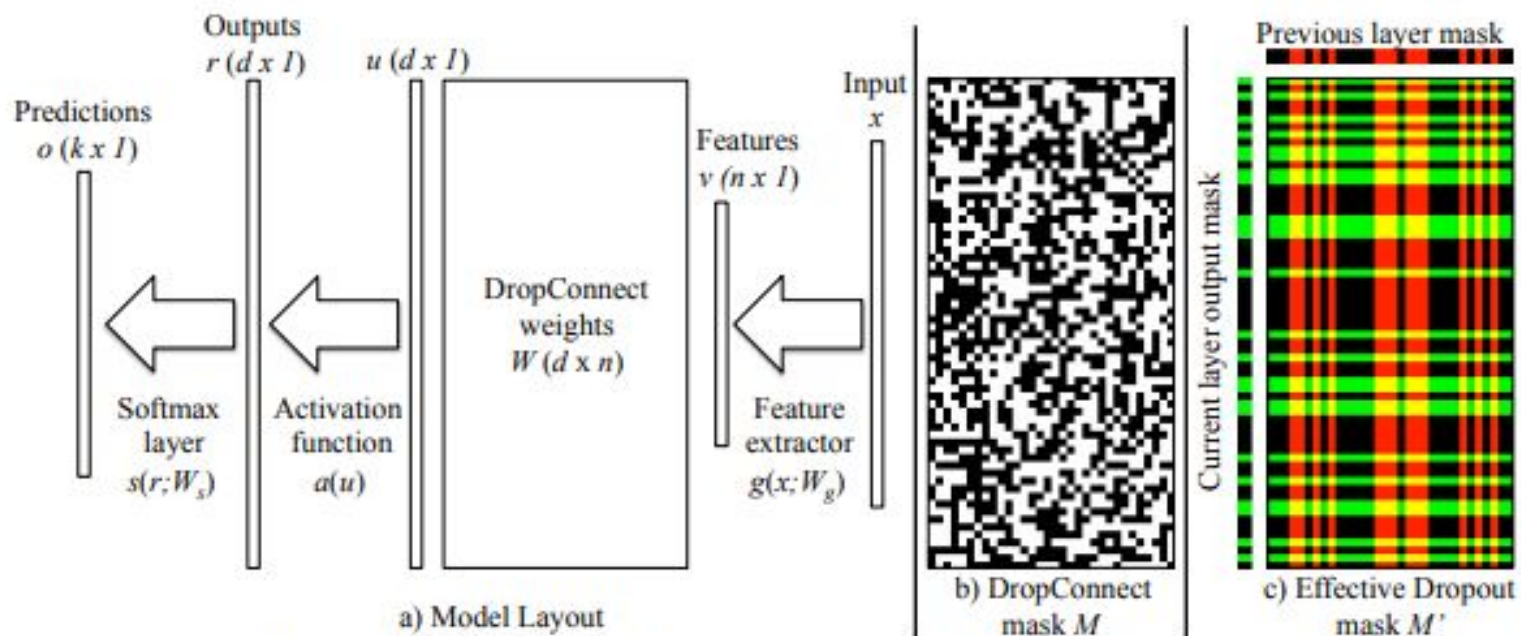 Outputs
r (d x 1)
u (d x 1)
Predictions
o (k x 1)
DropConnect
weights
W (d x n)
Features
v (n x 1)
Input
x
Softmax
layer
s(r;Ws)
Activation
function
a(u)
Feature
extractor
g(x;Wg)
a) Model Layout
b) DropConnect
mask M
Previous layer mask
Current layer output mask
c) Effective Dropout
mask M’